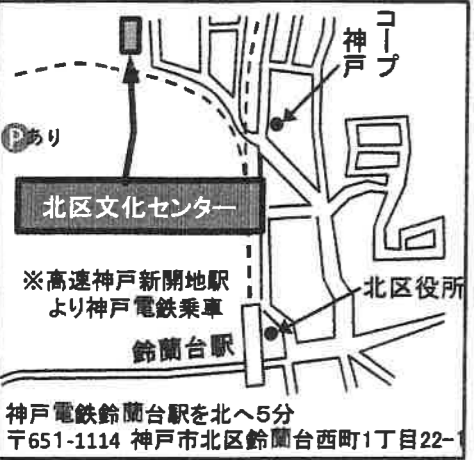 コープ
神戸
Pあり
北区文化センター
※高速神戸新開地駅
より神戸電鉄乗車
北区役所
鈴蘭台駅
神戸電鉄鈴蘭台駅を北へ5分
〒651-1114 神戸市北区鈴蘭台西町1丁目22-1